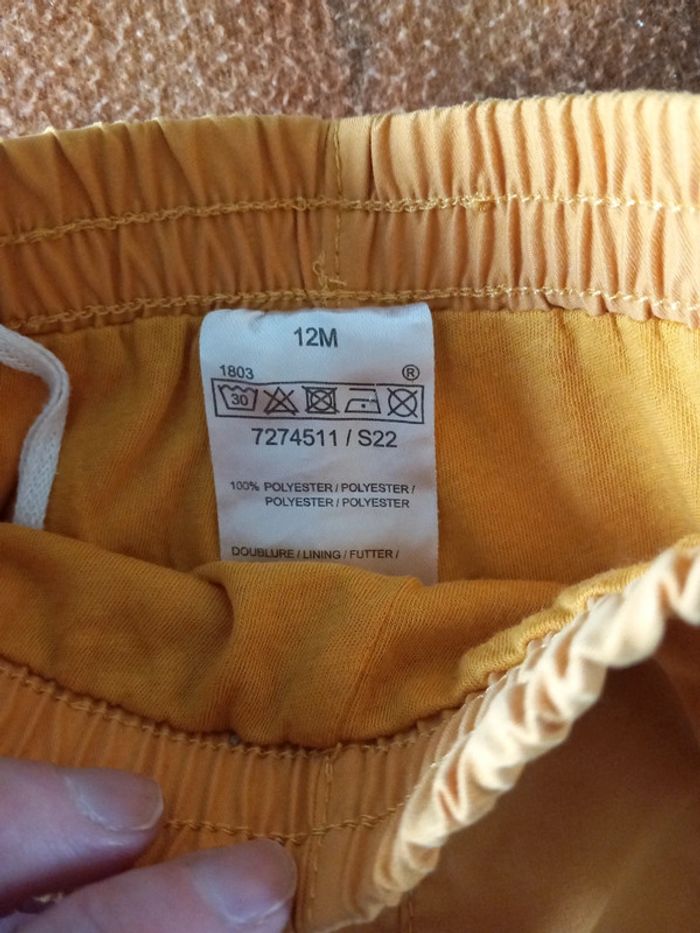 12M
1803 ®
30
7274511 / S22
100% POLYESTER / POLYESTER /
POLYESTER / POLYESTER
DOUBLURE / LINING / FUTTER /